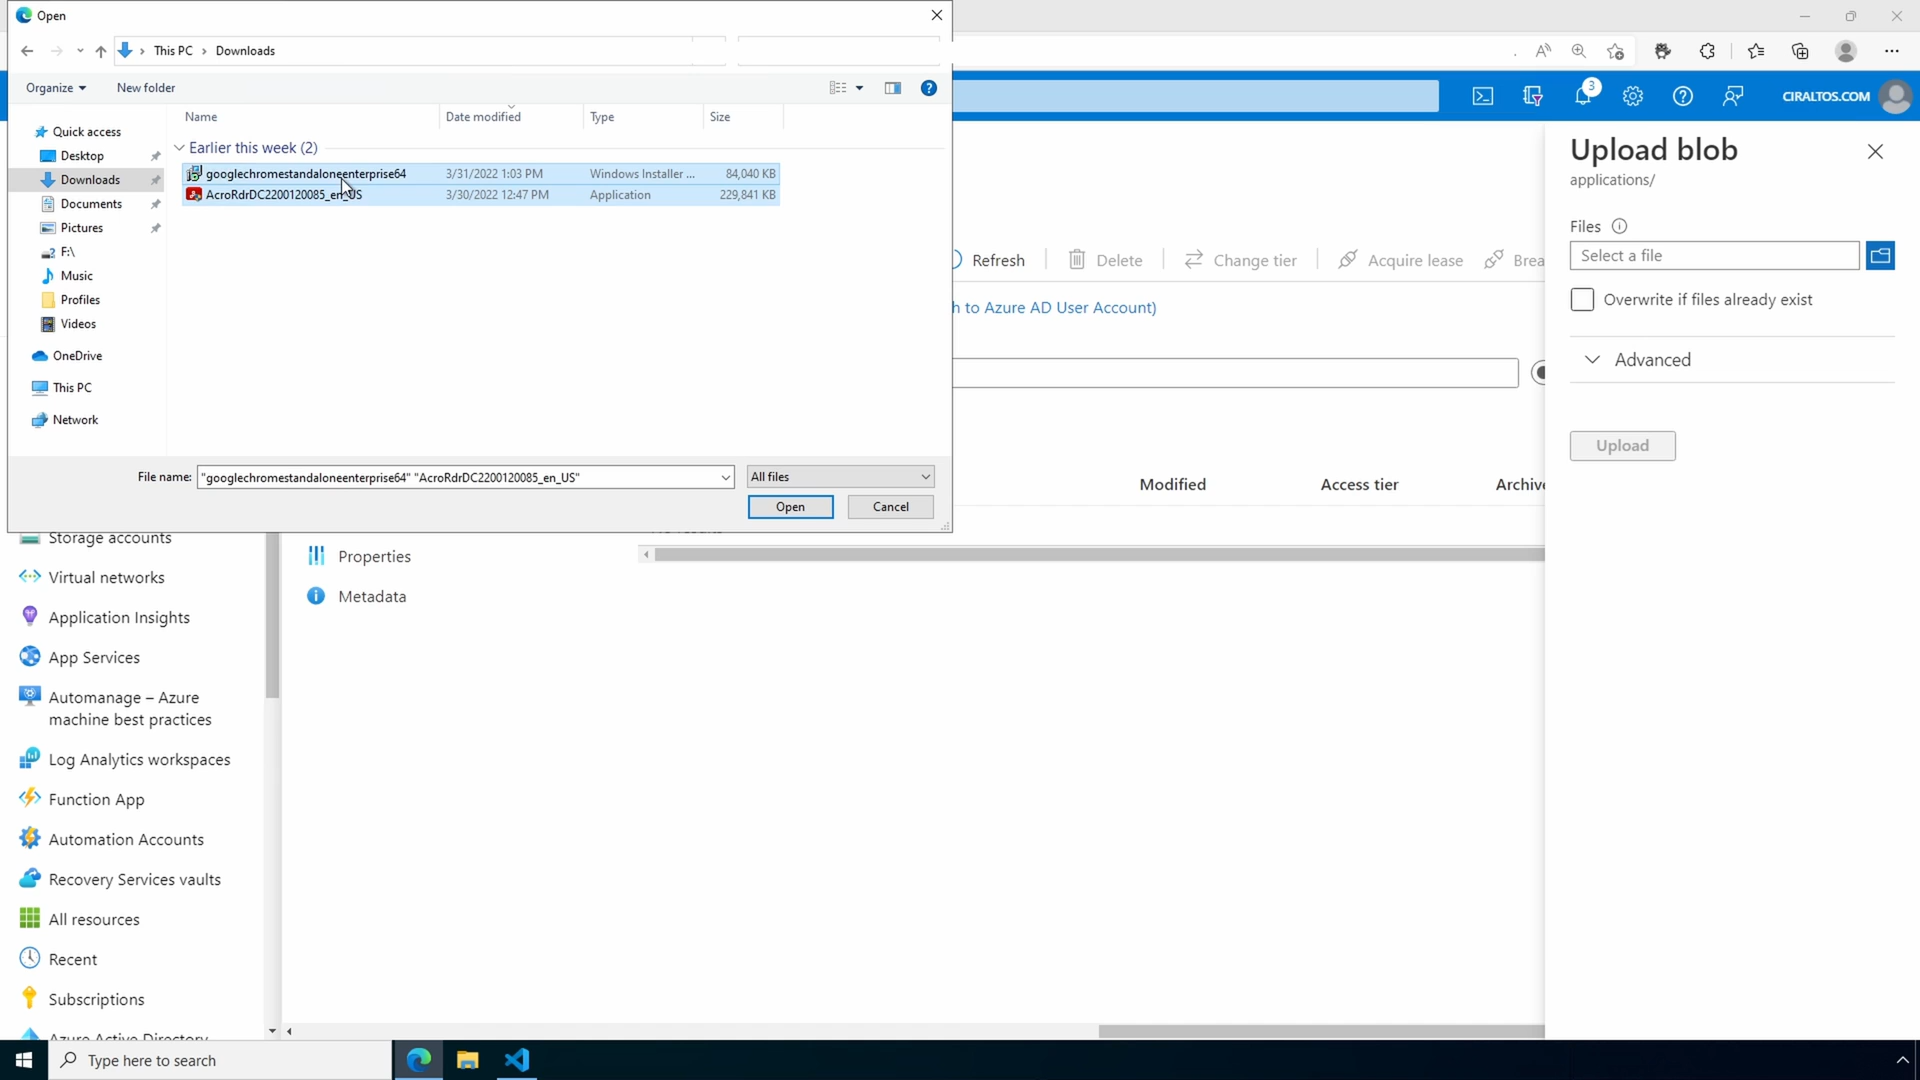 Open
This PC > Downloads
Organize
New folder
Name
Date modified
Type
Size
Quick access
Desktop
Downloads
Documents
Pictures
F:\
Music
Profiles
Videos
OneDrive
This PC
Network
Earlier this week (2)
googlechromestandaloneenterprise64 3/31/2022 1:03 PM Windows Installer ... 84,040 KB
AcroRdrDC2200120085_en_US 3/30/2022 12:47 PM Application 229,841 KB
File name: "googlechromestandaloneenterprise64" "AcroRdrDC2200120085_en_US"
All files
Open
Cancel
3
CIRALTOS.COM
Refresh
Delete
Change tier
Acquire lease
Brea
h to Azure AD User Account)
Modified
Access tier
Archive
Upload blob
applications/
Files
Select a file
Overwrite if files already exist
Advanced
Upload
Storage accounts
Virtual networks
Application Insights
App Services
Automanage – Azure
machine best practices
Log Analytics workspaces
Function App
Automation Accounts
Recovery Services vaults
All resources
Recent
Subscriptions
Azure Active Directory
Properties
Metadata
Type here to search